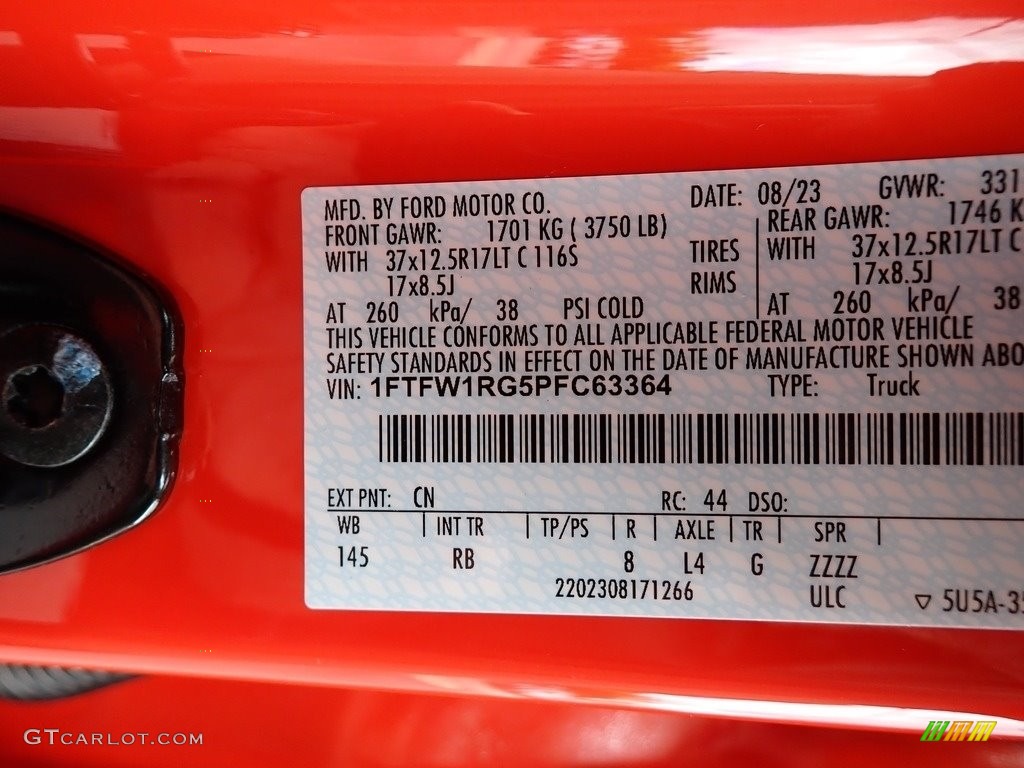 MFD. BY FORD MOTOR CO. DATE: 08/23 GVWR: 331
FRONT GAWR: 1701 KG ( 3750 LB) REAR GAWR: 1746 K
WITH 37x12.5R17LT C 116S TIRES WITH 37x12.5R17LT C
17x8.5J RIMS 17x8.5J
AT 260 kPa/ 38 PSI COLD AT 260 kPa/ 38
THIS VEHICLE CONFORMS TO ALL APPLICABLE FEDERAL MOTOR VEHICLE
SAFETY STANDARDS IN EFFECT ON THE DATE OF MANUFACTURE SHOWN ABO
VIN: 1FTFW1RG5PFC63364 TYPE: Truck
EXT PNT: CN RC: 44 DSO:
WB | INT TR | TP/PS | R | AXLE | TR | SPR |
145 RB 8 L4 G ZZZZ
2202308171266 ULC ▽ 5U5A-35
GTCARLOT.COM